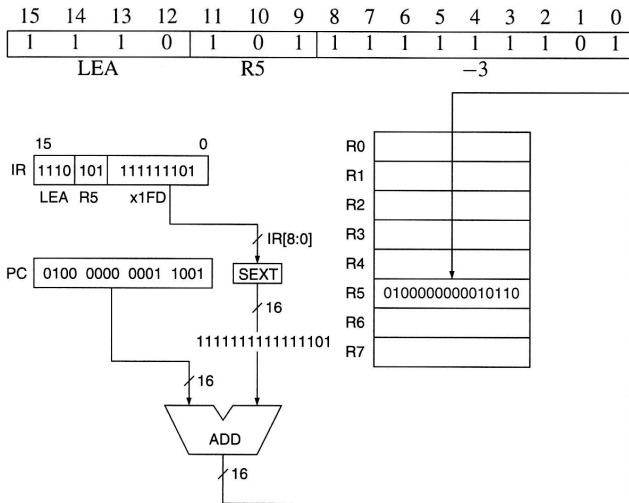 15 14 13 12 11 10 9 8 7 6 5 4 3 2 1 0
1 1 1 0 1 0 1 1 1 1 1 1 1 1 0 1
LEA R5 −3
15 0
IR 1110 101 111111101
LEA R5 x1FD
IR[8:0]
PC 0100 0000 0001 1001
SEXT
16
1111111111111101
16
ADD
16
R0
R1
R2
R3
R4
R5 0100000000010110
R6
R7